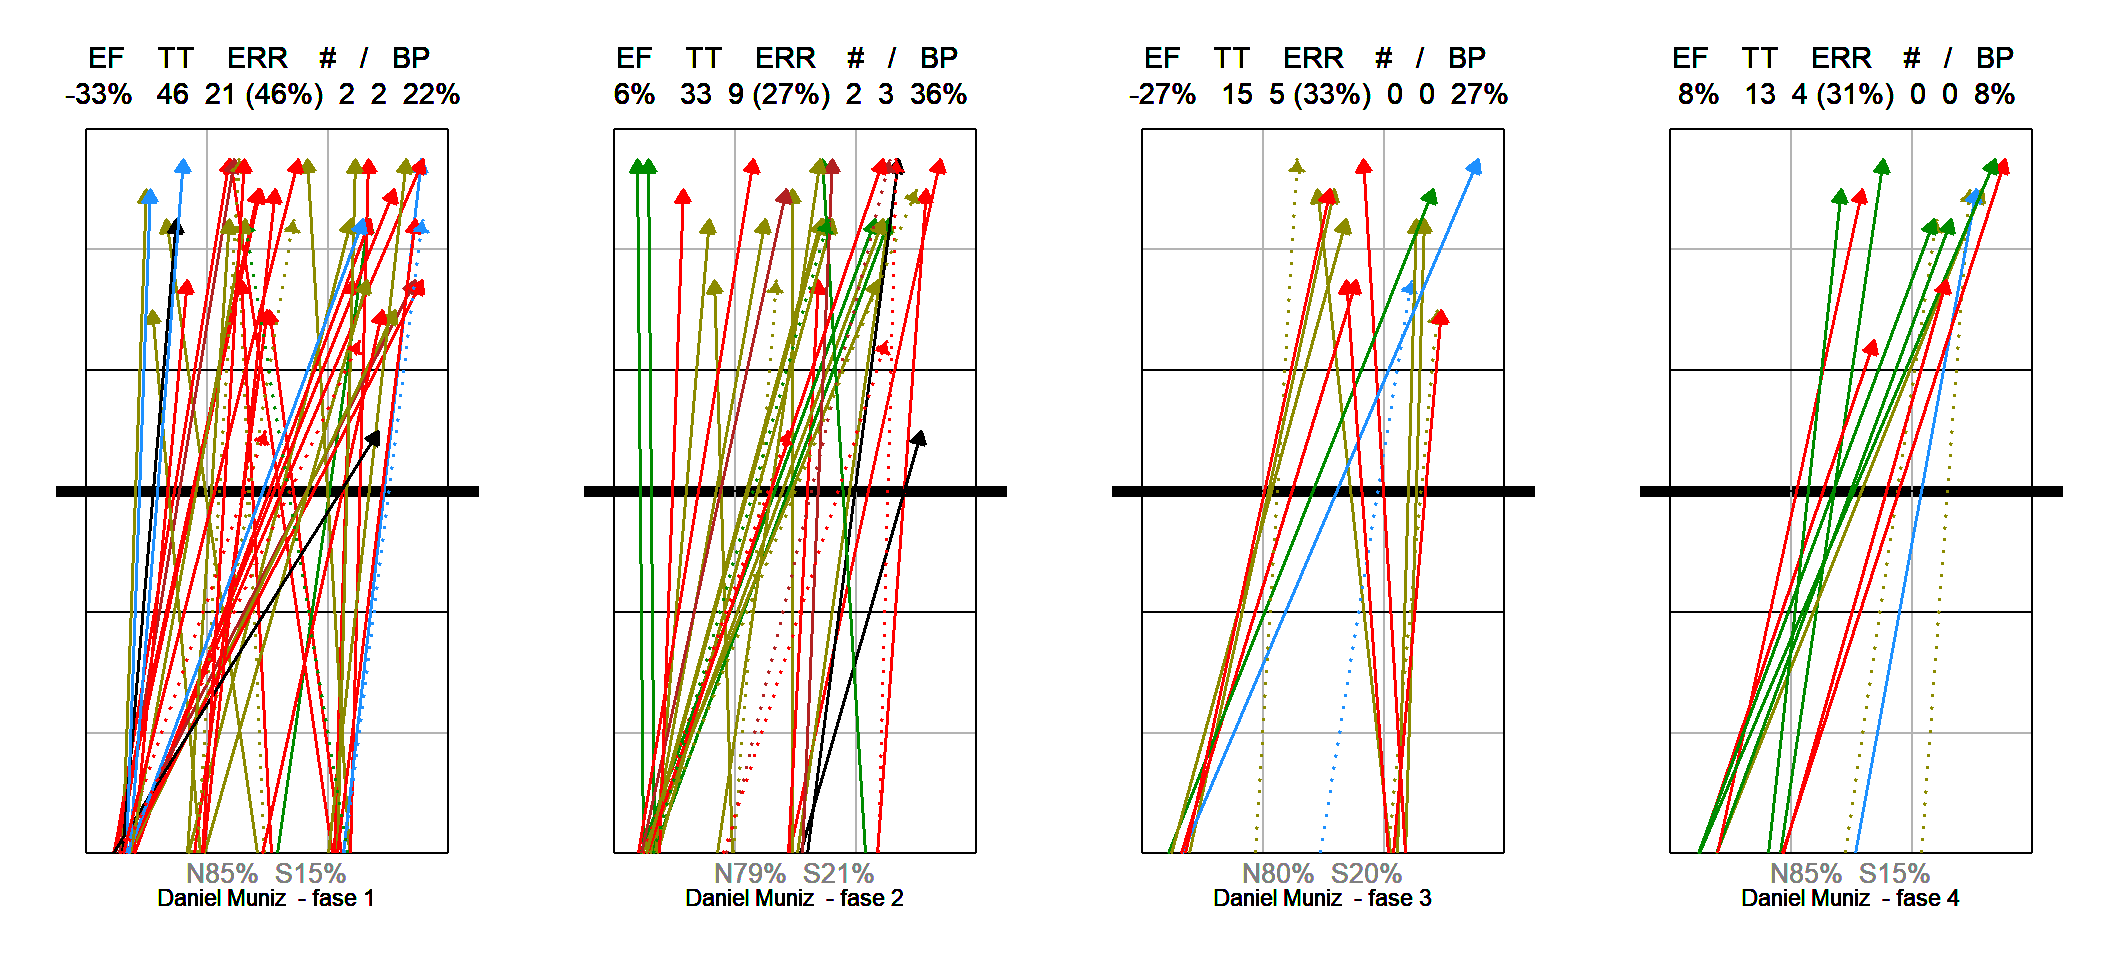 EF TT ERR # / BP
-33% 46 21 (46%) 2 2 22%
N85% S15%
Daniel Muniz - fase 1
EF TT ERR # / BP
6% 33 9 (27%) 2 3 36%
N79% S21%
Daniel Muniz - fase 2
EF TT ERR # / BP
-27% 15 5 (33%) 0 0 27%
N80% S20%
Daniel Muniz - fase 3
EF TT ERR # / BP
8% 13 4 (31%) 0 0 8%
N85% S15%
Daniel Muniz - fase 4